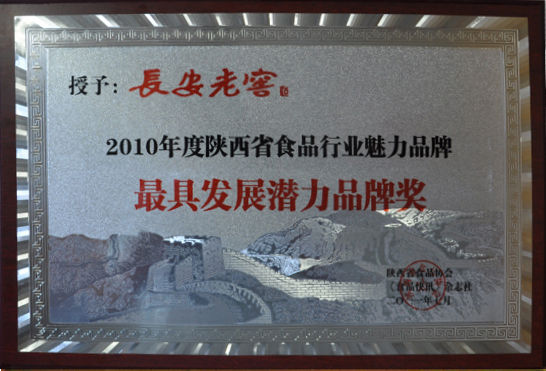 授予：長安老窖
2010年度陕西省食品行业魅力品牌
最具发展潜力品牌奖
陕西省食品协会
《食品快讯》杂志社
二〇一一年七月